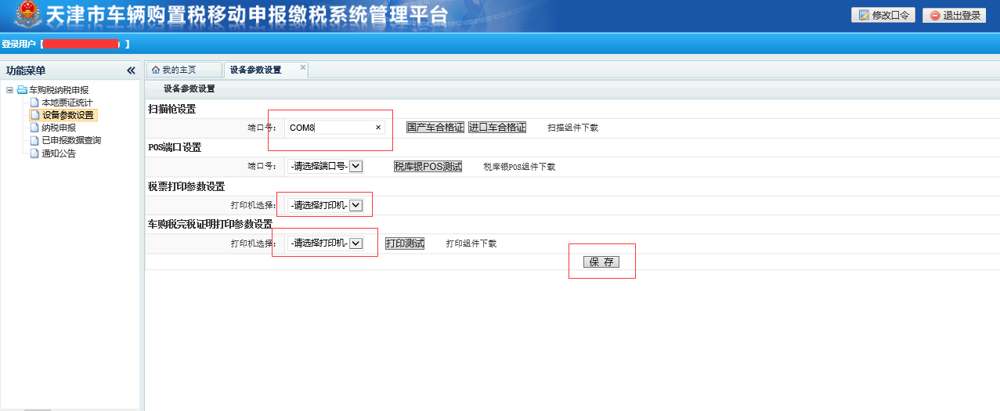 天津市车辆购置税移动申报缴税系统管理平台
修改口令 退出登录
登录用户【 ）】
功能菜单
我的主页 设备参数设置
车购税纳税申报
本地票证统计
设备参数设置
纳税申报
已申报数据查询
通知公告
设备参数设置
扫描枪设置
端口号： COM8 × 国产车合格证 进口车合格证 扫描组件下载
POS端口设置
端口号： -请选择端口号- 税库银POS测试 税库银POS组件下载
税票打印参数设置
打印机选择： -请选择打印机-
车购税完税证明打印参数设置
打印机选择： -请选择打印机- 打印测试 打印组件下载
保 存